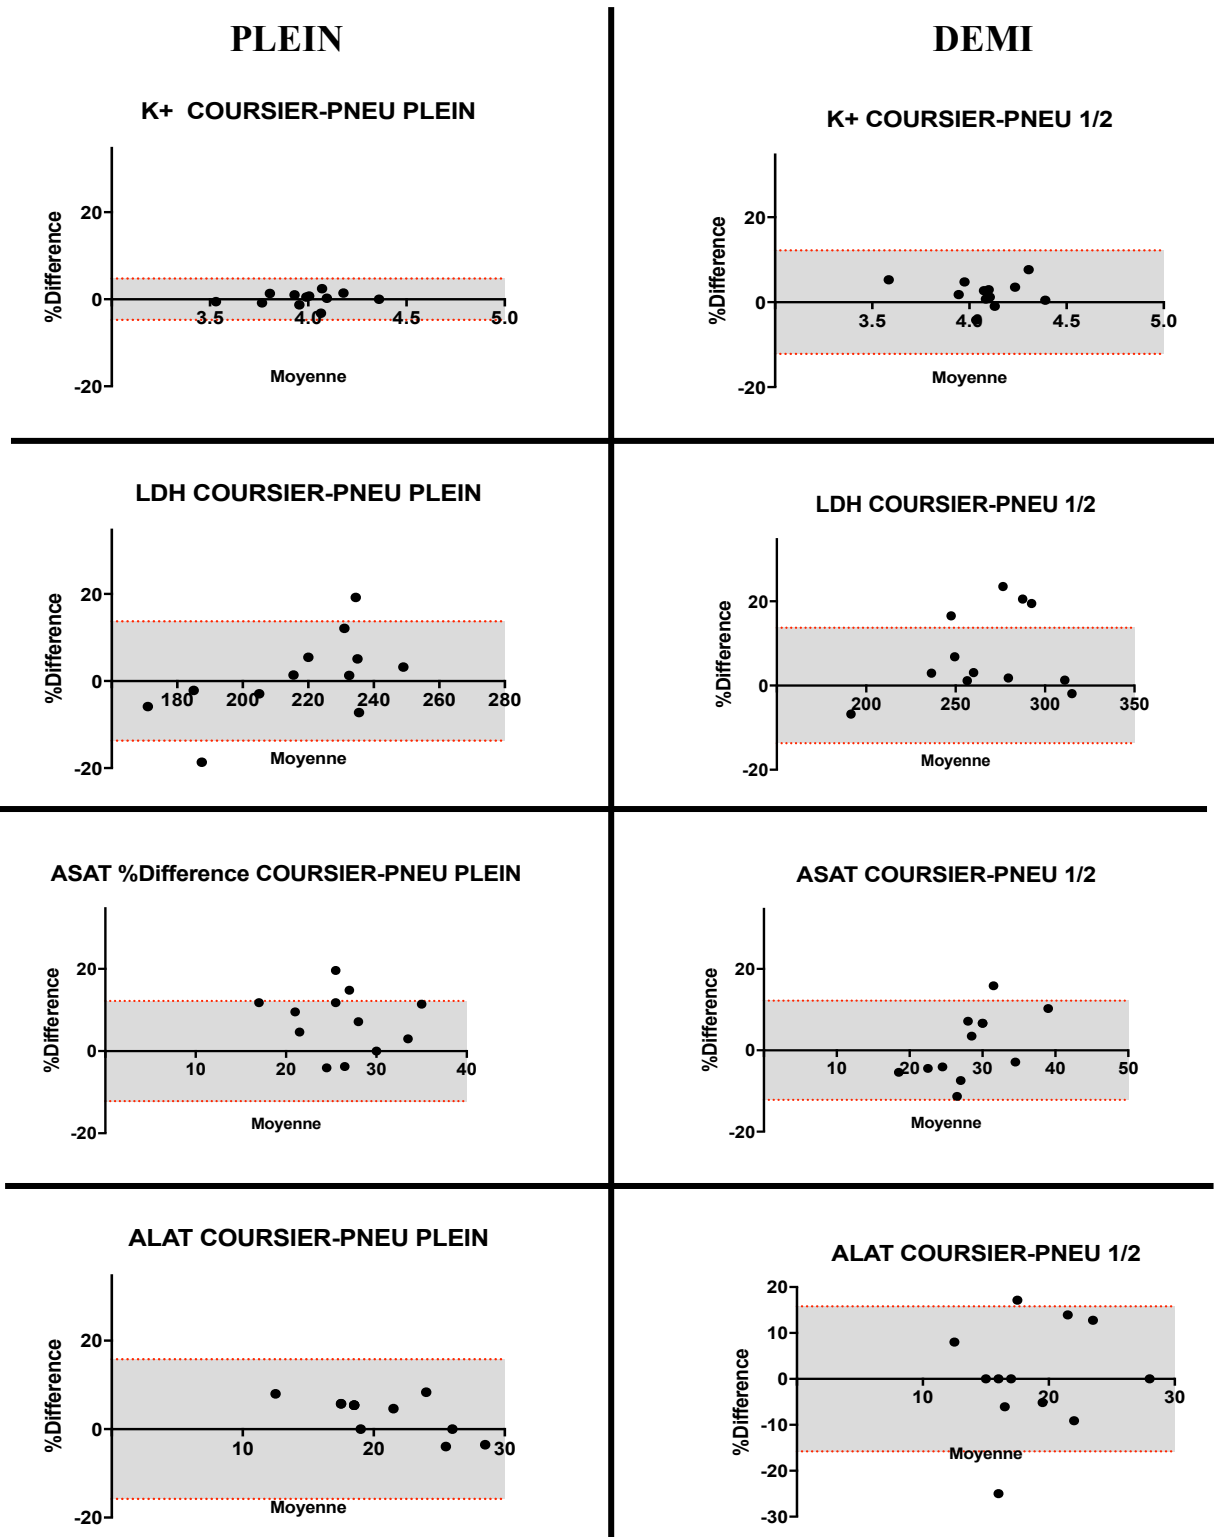 PLEIN
DEMI
K+ COURSIER-PNEU PLEIN
%Difference
20
0
-20
3.5 4.0 4.5 5.0
Moyenne
K+ COURSIER-PNEU 1/2
%Difference
20
0
-20
3.5 4.0 4.5 5.0
Moyenne
LDH COURSIER-PNEU PLEIN
%Difference
20
0
-20
180 200 220 240 260 280
Moyenne
LDH COURSIER-PNEU 1/2
%Difference
20
0
-20
200 250 300 350
Moyenne
ASAT %Difference COURSIER-PNEU PLEIN
%Difference
20
0
-20
10 20 30 40
Moyenne
ASAT COURSIER-PNEU 1/2
%Difference
20
0
-20
10 20 30 40 50
Moyenne
ALAT COURSIER-PNEU PLEIN
%Difference
20
0
-20
10 20 30
Moyenne
ALAT COURSIER-PNEU 1/2
%Difference
20
10
0
-10
-20
-30
10 20 30
Moyenne